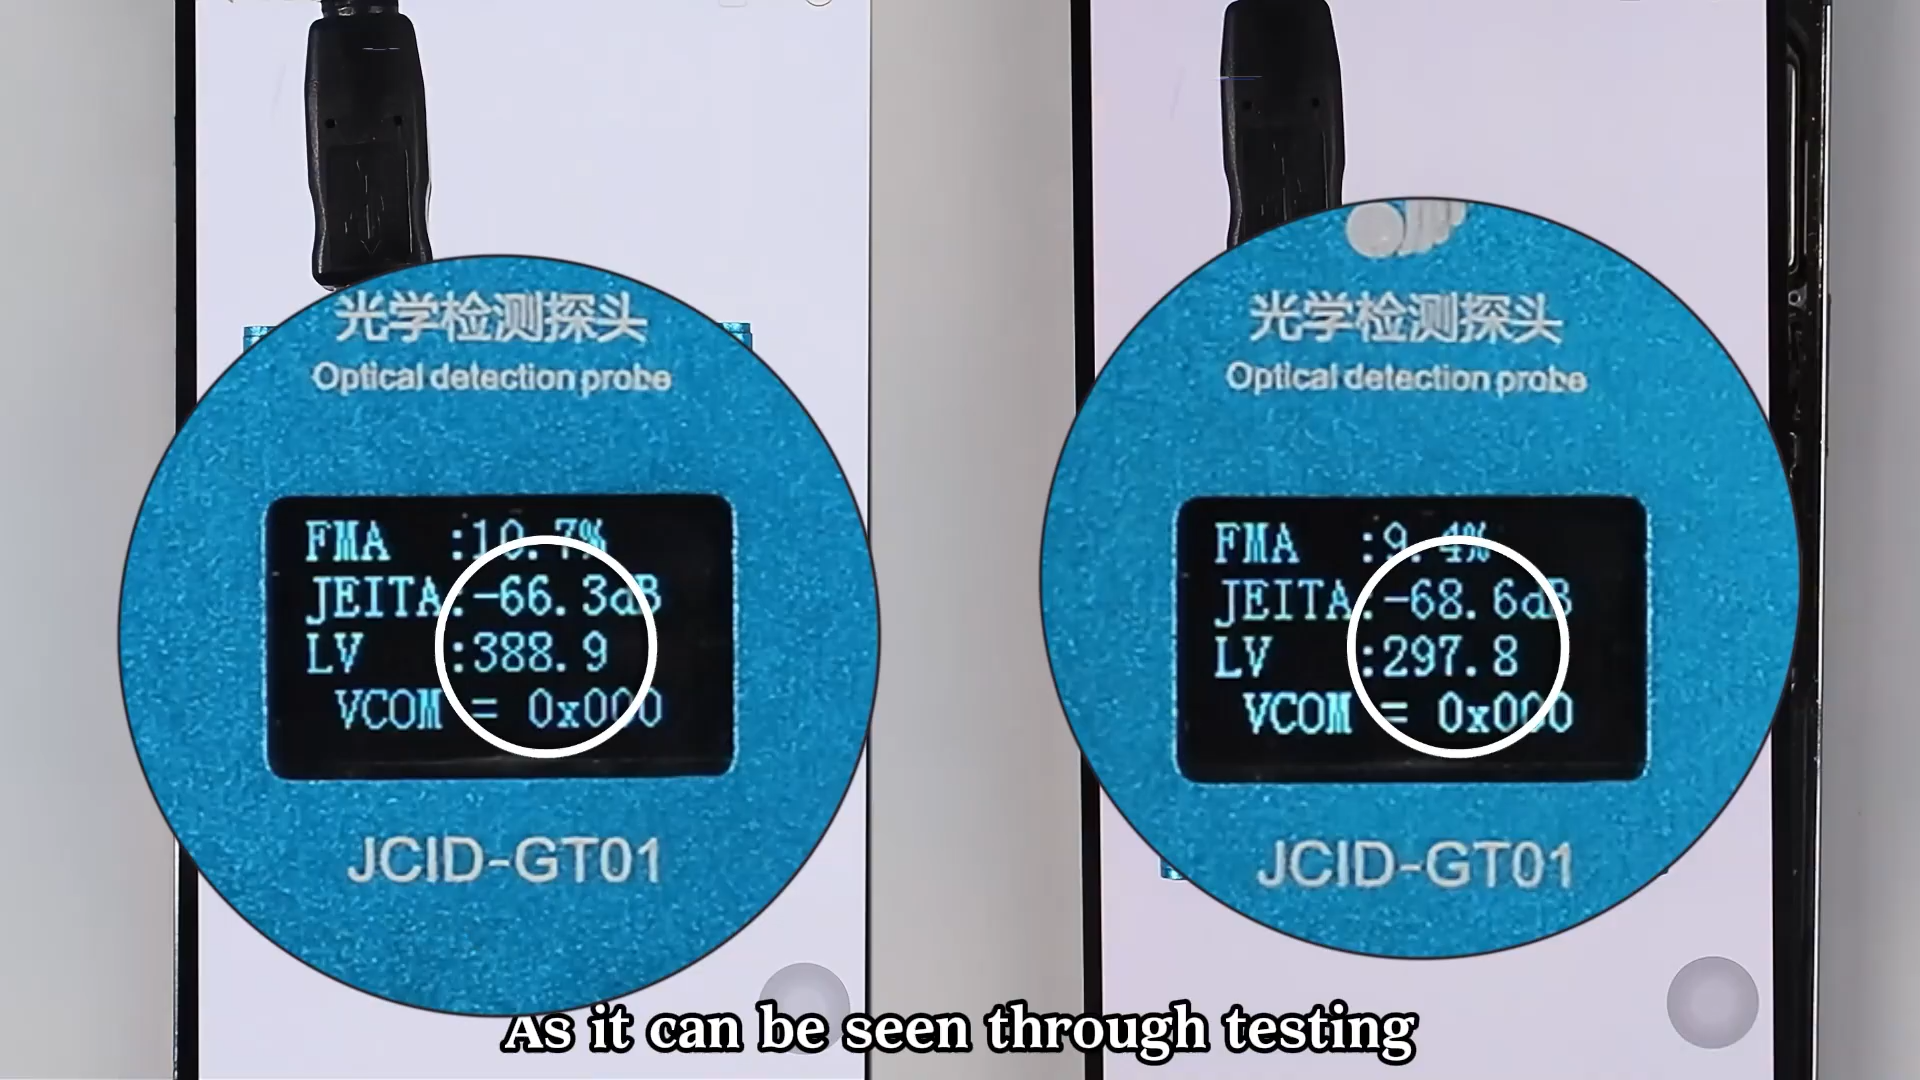 光学检测探头
Optical detection probe
FMA :10.7%
JEITA:-66.3dB
LV :388.9
VCOM = 0x000
JCID-GT01
光学检测探头
Optical detection probe
FMA :9.4%
JEITA:-68.6dB
LV :297.8
VCOM = 0x000
JCID-GT01
As it can be seen through testing